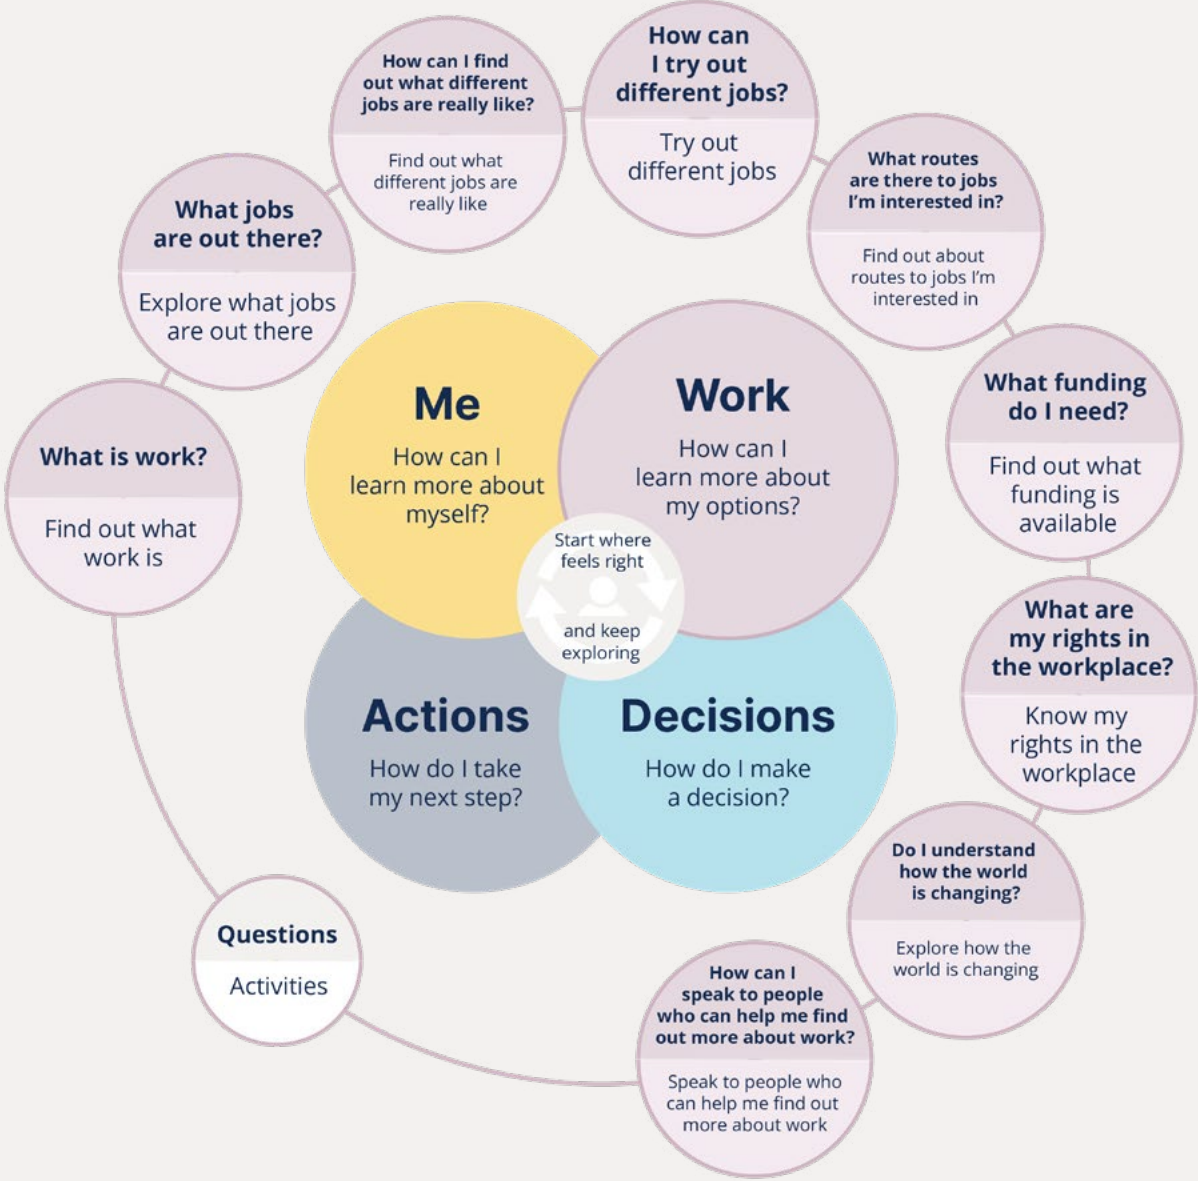 How can
I try out
different jobs?
Try out
different jobs
How can I find
out what different
jobs are really like?
Find out what
different jobs are
really like
What routes
are there to jobs
I’m interested in?
Find out about
routes to jobs I’m
interested in
What jobs
are out there?
Explore what jobs
are out there
What funding
do I need?
Find out what
funding is
available
What is work?
Find out what
work is
Me
How can I
learn more about
myself?
Work
How can I
learn more about
my options?
Start where
feels right
and keep
exploring
Actions
How do I take
my next step?
Decisions
How do I make
a decision?
What are
my rights in
the workplace?
Know my
rights in the
workplace
Do I understand
how the world
is changing?
Explore how the
world is changing
How can I
speak to people
who can help me find
out more about work?
Speak to people who
can help me find out
more about work
Questions
Activities